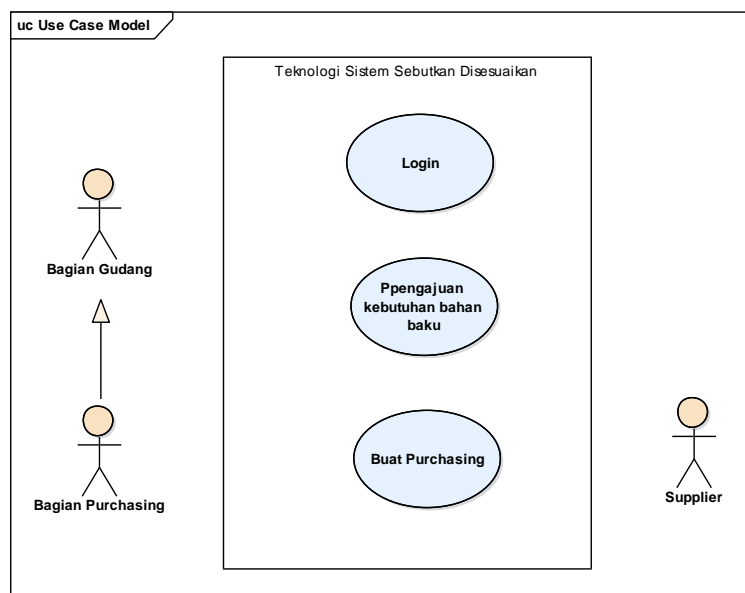 uc Use Case Model
Teknologi Sistem Sebutkan Disesuaikan
Login
Bagian Gudang
Ppengajuan
kebutuhan bahan
baku
Buat Purchasing
Bagian Purchasing
Supplier